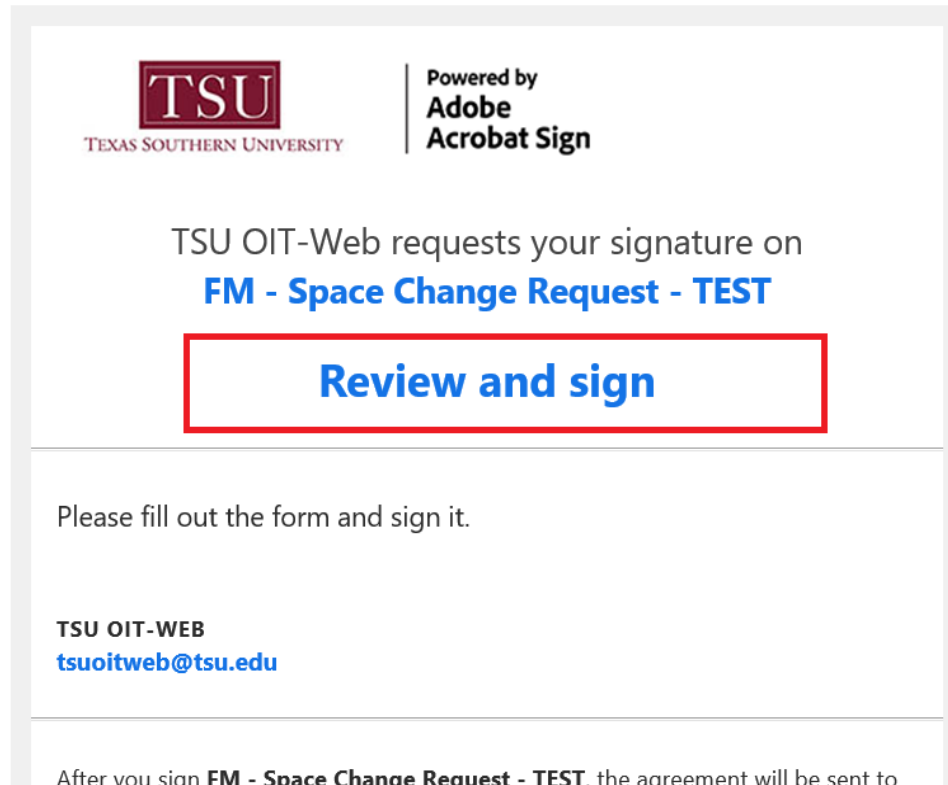 TSU
TEXAS SOUTHERN UNIVERSITY
Powered by
Adobe
Acrobat Sign
TSU OIT-Web requests your signature on
FM - Space Change Request - TEST
Review and sign
Please fill out the form and sign it.
TSU OIT-WEB
tsuoitweb@tsu.edu
After you sign FM - Space Change Request - TEST, the agreement will be sent to